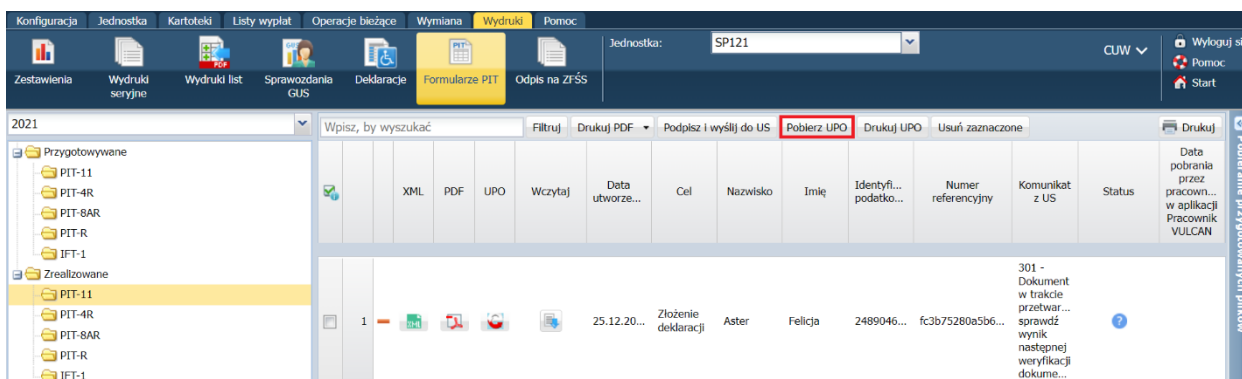 Konfiguracja Jednostka Kartoteki Listy wypłat Operacje bieżące Wymiana Wydruki Pomoc
Jednostka: SP121
CUW
Wyloguj si
Pomoc
Start
Zestawienia
Wydruki
seryjne
Wydruki list
Sprawozdania
GUS
Deklaracje
Formularze PIT
Odpis na ZFŚS
2021
Przygotowywane
PIT-11
PIT-4R
PIT-8AR
PIT-R
IFT-1
Zrealizowane
PIT-11
PIT-4R
PIT-8AR
PIT-R
IFT-1
Wpisz, by wyszukać Filtruj Drukuj PDF Podpisz i wyślij do US Pobierz UPO Drukuj UPO Usuń zaznaczone Drukuj
XML
PDF
UPO
Wczytaj
Data
utworze...
Cel
Nazwisko
Imię
Identyfi...
podatko...
Numer
referencyjny
Komunikat
z US
Status
Data
pobrania
przez
pracown...
w aplikacji
Pracownik
VULCAN
1
25.12.20...
Złożenie
deklaracji
Aster
Felicja
2489046...
fc3b75280a5b6...
301 -
Dokument
w trakcie
przetwar...
sprawdź
wynik
następnej
weryfikacji
dokume...
Pobieranie przygotowanych plików